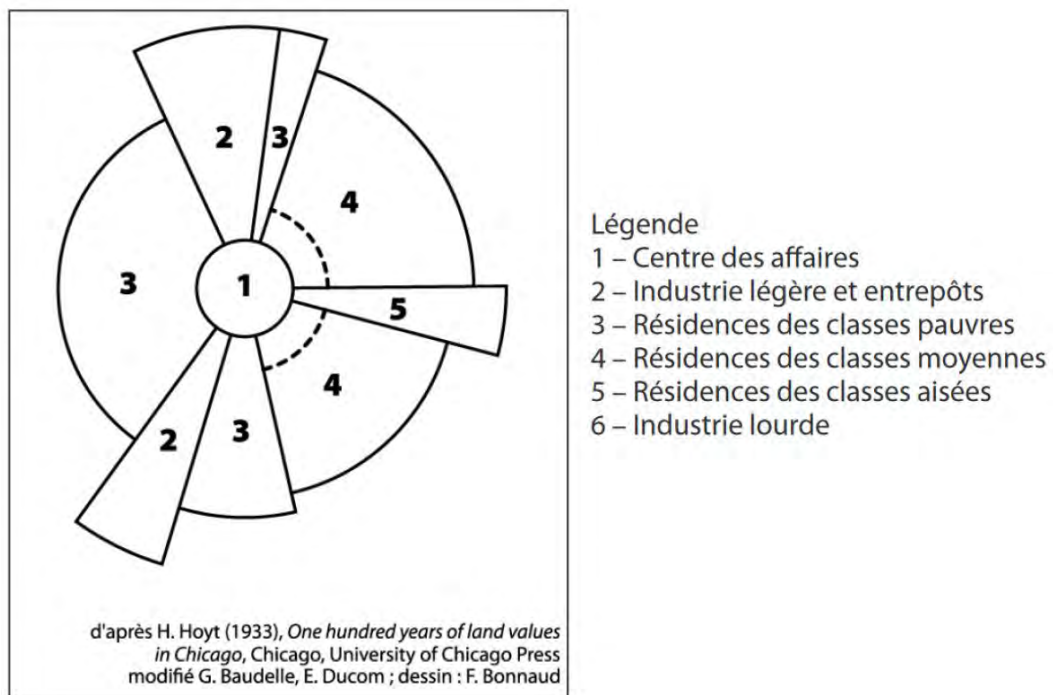 2
3
4
3
1
5
4
2
3
Légende
1 – Centre des affaires
2 – Industrie légère et entrepôts
3 – Résidences des classes pauvres
4 – Résidences des classes moyennes
5 – Résidences des classes aisées
6 – Industrie lourde
d'après H. Hoyt (1933), One hundred years of land values
in Chicago, Chicago, University of Chicago Press
modifié G. Baudelle, E. Ducom ; dessin : F. Bonnaud